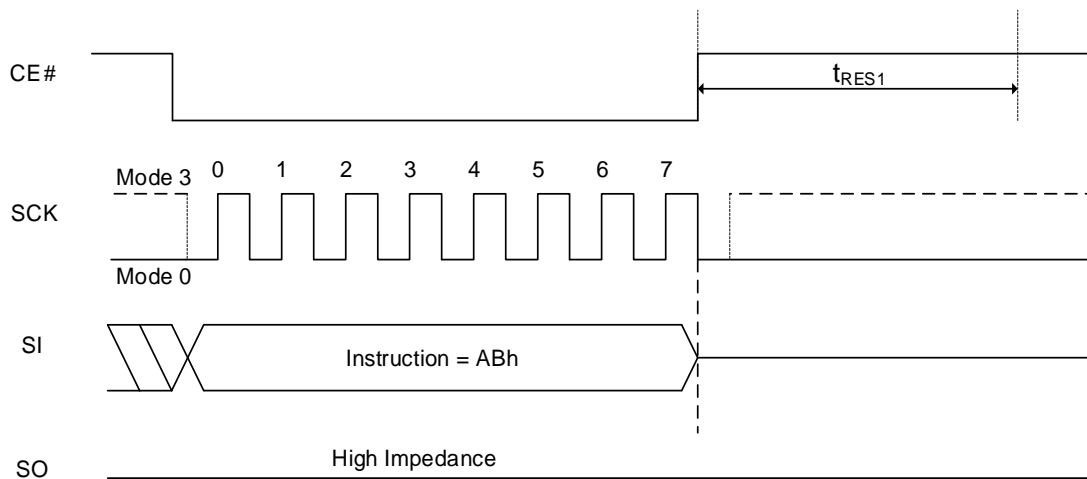 CE#
tRES1
0 1 2 3 4 5 6 7
Mode 3
SCK
Mode 0
SI
Instruction = ABh
High Impedance
SO